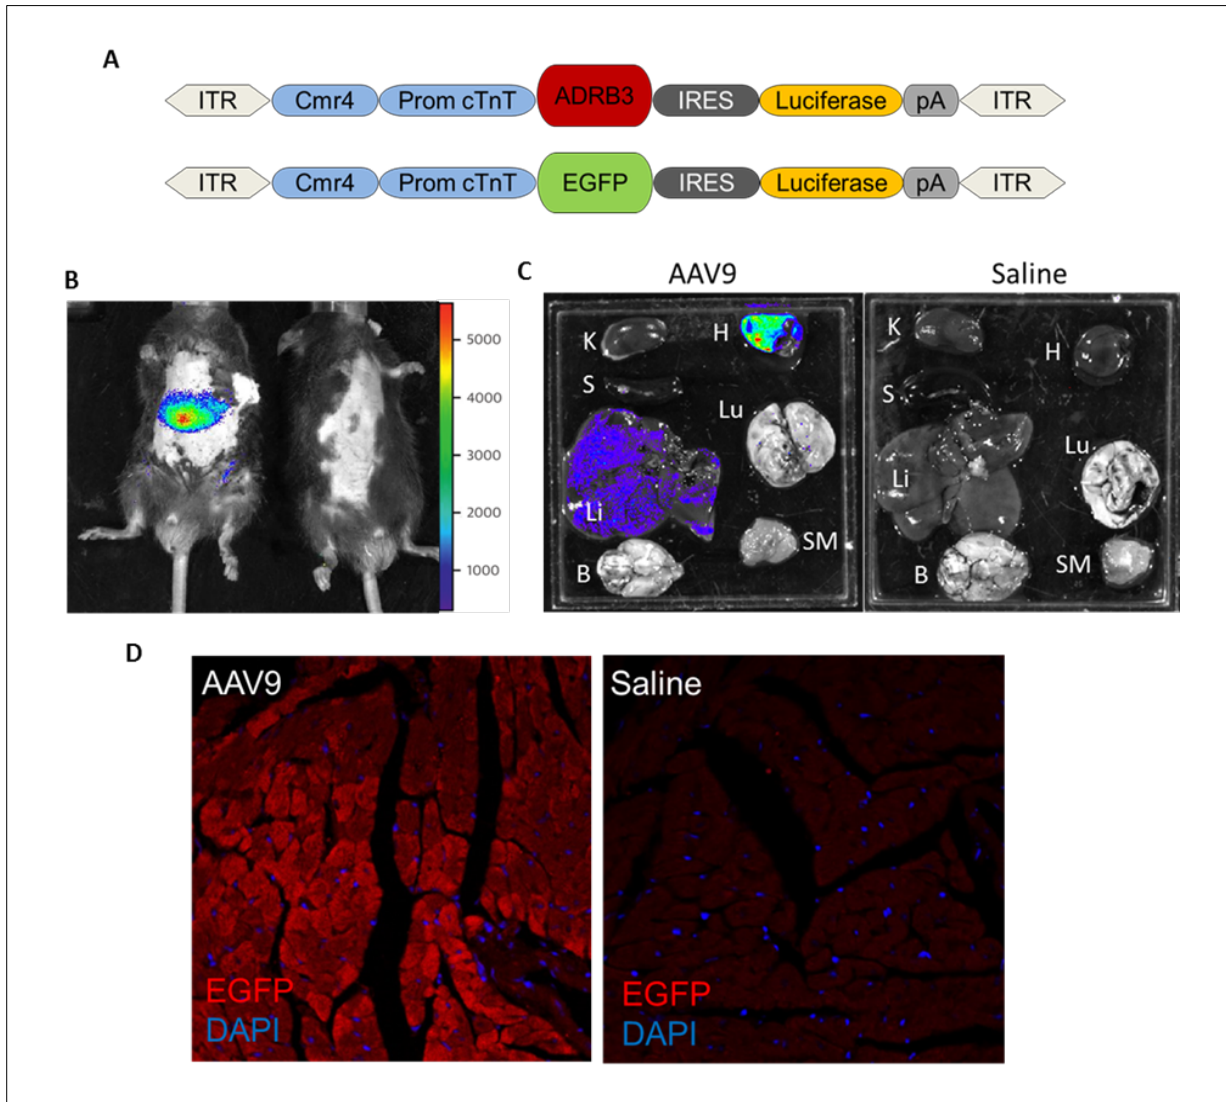 A
ITR Cmr4 Prom cTnT ADRB3 IRES Luciferase pA ITR
ITR Cmr4 Prom cTnT EGFP IRES Luciferase pA ITR
B
5000
4000
3000
2000
1000
C
AAV9
K
H
S
Lu
Li
SM
B
Saline
K
H
S
Lu
Li
SM
B
D
AAV9
EGFP
DAPI
Saline
EGFP
DAPI